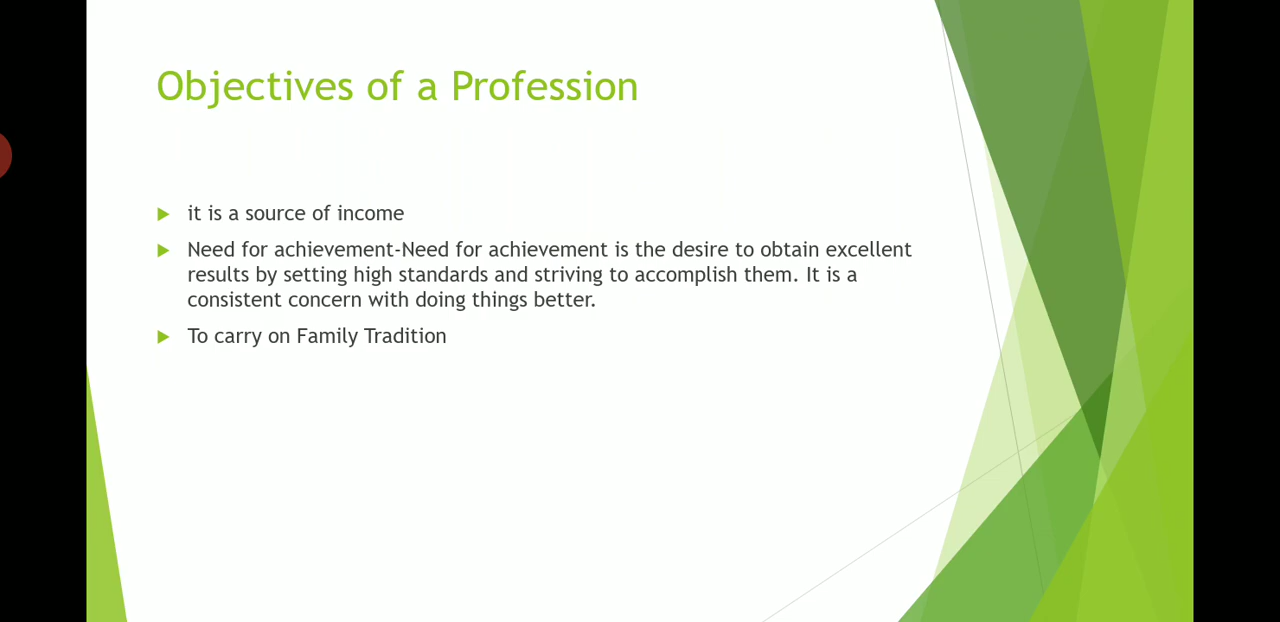 Objectives of a Profession
it is a source of income
Need for achievement-Need for achievement is the desire to obtain excellent
results by setting high standards and striving to accomplish them. It is a
consistent concern with doing things better.
To carry on Family Tradition